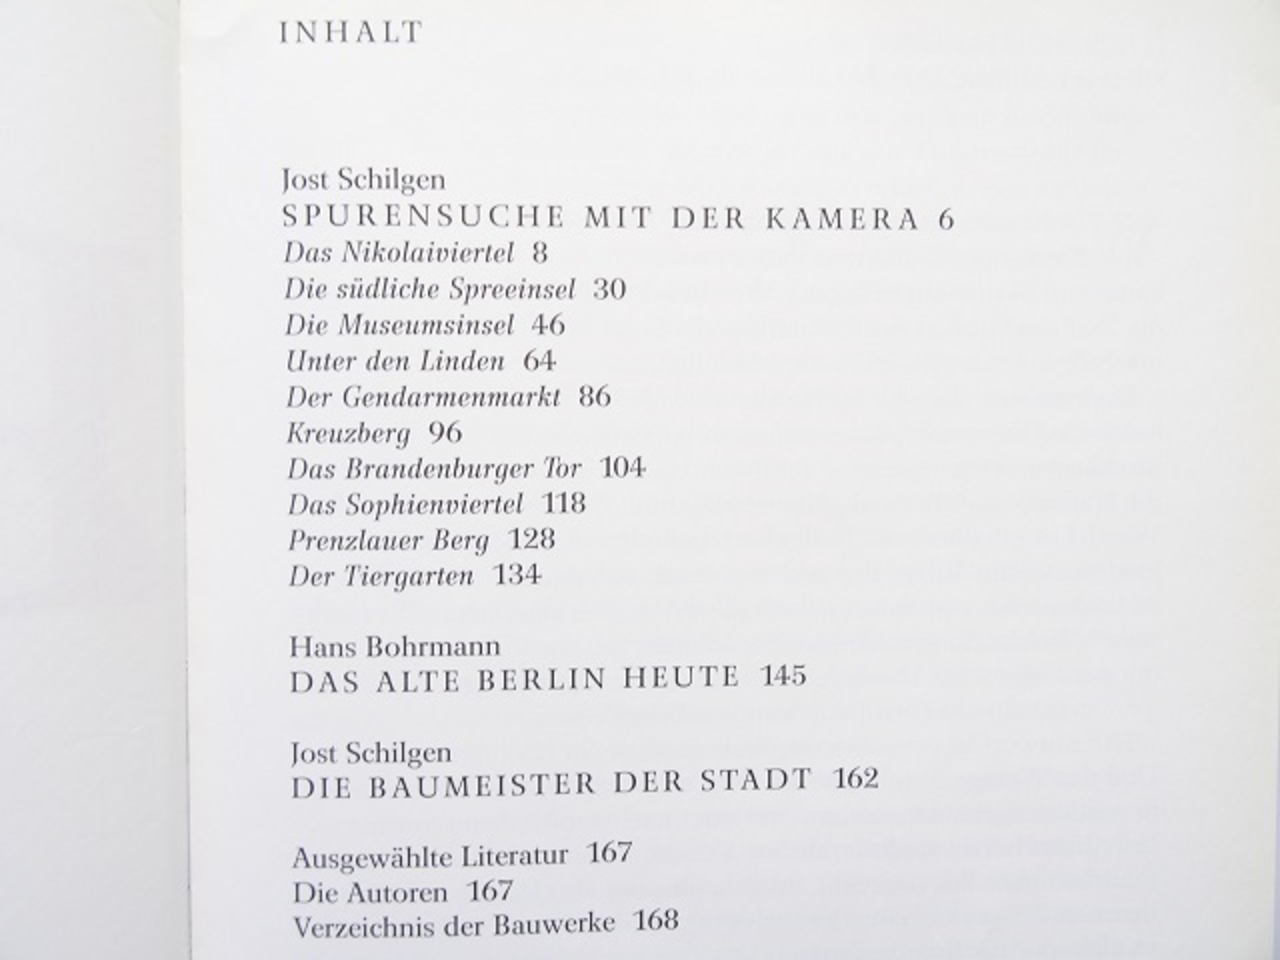 INHALT
Jost Schilgen
SPURENSUCHE MIT DER KAMERA 6
Das Nikolaiviertel 8
Die südliche Spreeinsel 30
Die Museumsinsel 46
Unter den Linden 64
Der Gendarmenmarkt 86
Kreuzberg 96
Das Brandenburger Tor 104
Das Sophienviertel 118
Prenzlauer Berg 128
Der Tiergarten 134
Hans Bohrmann
DAS ALTE BERLIN HEUTE 145
Jost Schilgen
DIE BAUMEISTER DER STADT 162
Ausgewählte Literatur 167
Die Autoren 167
Verzeichnis der Bauwerke 168